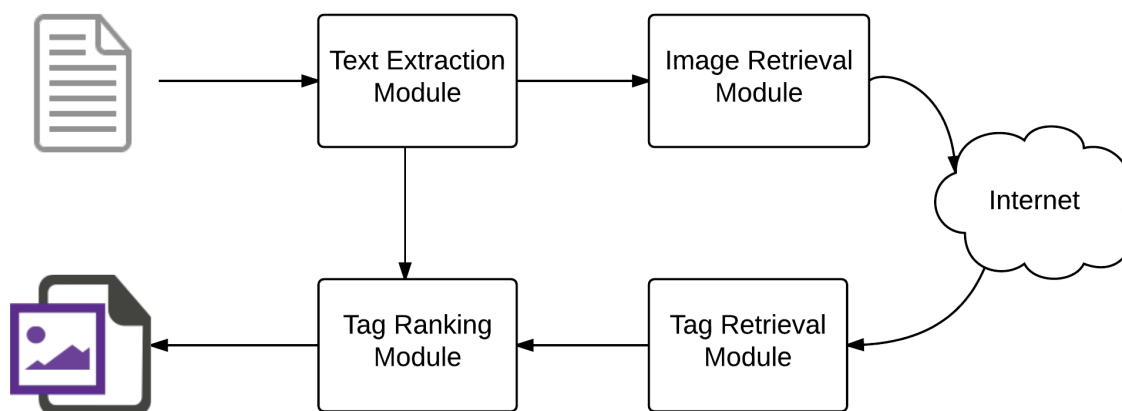 Text Extraction
Module
Image Retrieval
Module
Internet
Tag Ranking
Module
Tag Retrieval
Module